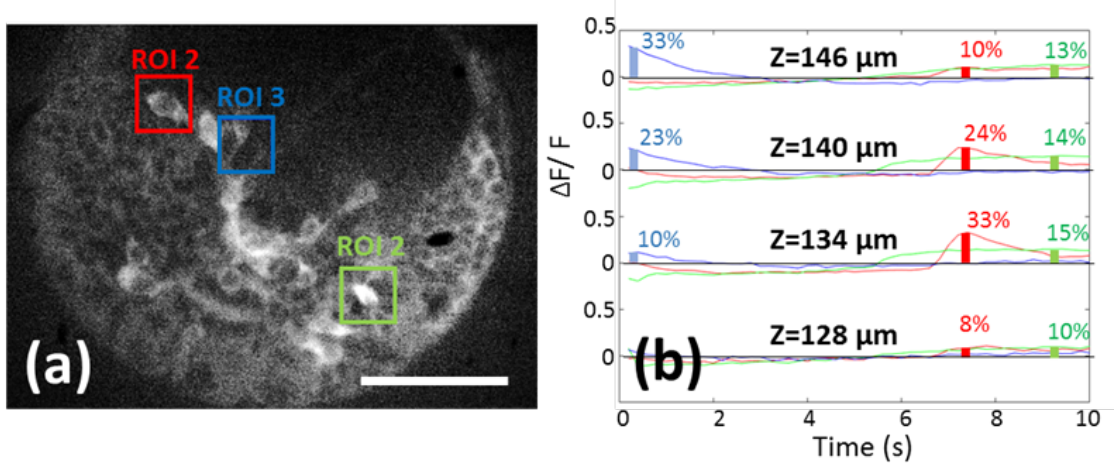 ROI 2
ROI 3
ROI 2
(a)
0.5
33%
Z=146 µm
10%
13%
0
0.5
23%
Z=140 µm
24%
14%
0
ΔF/ F
0.5
10%
Z=134 µm
33%
15%
0
0.5
Z=128 µm
8%
10%
0
(b)
0 2 4 6 8 10
Time (s)